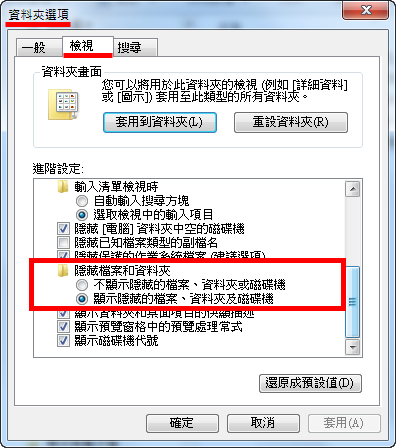 資料夾選項
一般
檢視
搜尋
資料夾畫面
您可以將用於此資料夾的檢視 (例如 [詳細資料]
或 [圖示]) 套用至此類型的所有資料夾。
套用到資料夾(L)
重設資料夾(R)
進階設定:
輸入清單檢視時
自動輸入搜尋方塊
選取檢視中的輸入項目
隱藏 [電腦] 資料夾中空的磁碟機
隱藏已知檔案類型的副檔名
隱藏保護的作業系統檔案 (建議選項)
隱藏檔案和資料夾
不顯示隱藏的檔案、資料夾或磁碟機
顯示隱藏的檔案、資料夾及磁碟機
顯示資料夾和桌面項目的快顯描述
顯示預覽窗格中的預覽處理常式
顯示磁碟機代號
還原成預設值(D)
確定
取消
套用(A)